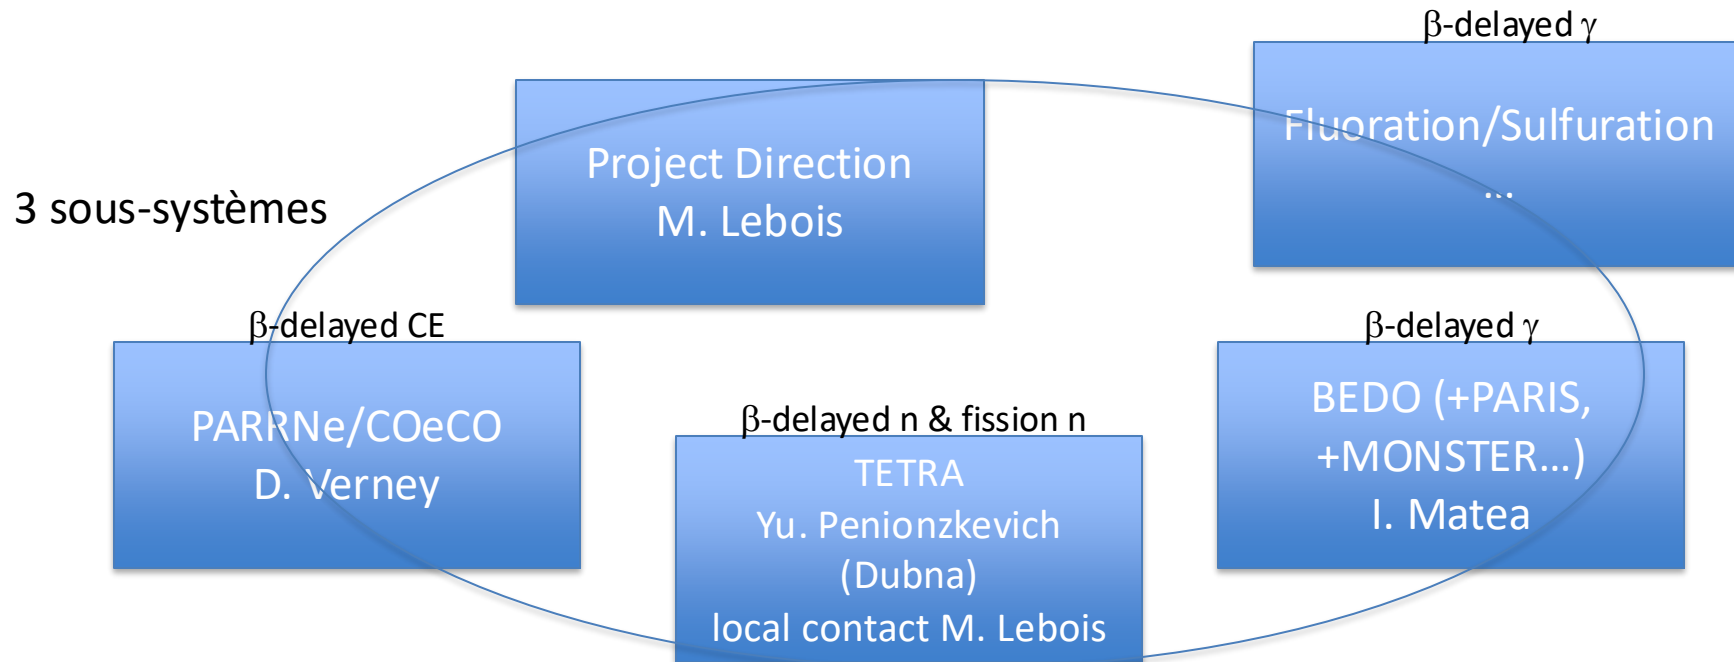 β-delayed γ
Fluoration/Sulfuration
...
Project Direction
M. Lebois
3 sous-systèmes
β-delayed CE
PARRNe/COeCO
D. Verney
β-delayed n & fission n
TETRA
Yu. Penionzkevich
(Dubna)
local contact M. Lebois
β-delayed γ
BEDO (+PARIS,
+MONSTER...)
I. Matea